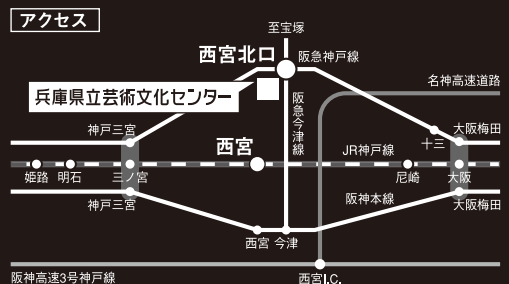 アクセス
至宝塚
西宮北口
阪急神戸線
兵庫県立芸術文化センター
名神高速道路
阪急今津線
神戸三宮
十三
大阪梅田
西宮
JR神戸線
姫路
明石
三ノ宮
尼崎
大阪
神戸三宮
阪神本線
大阪梅田
西宮
今津
阪神高速3号神戸線
西宮I.C.